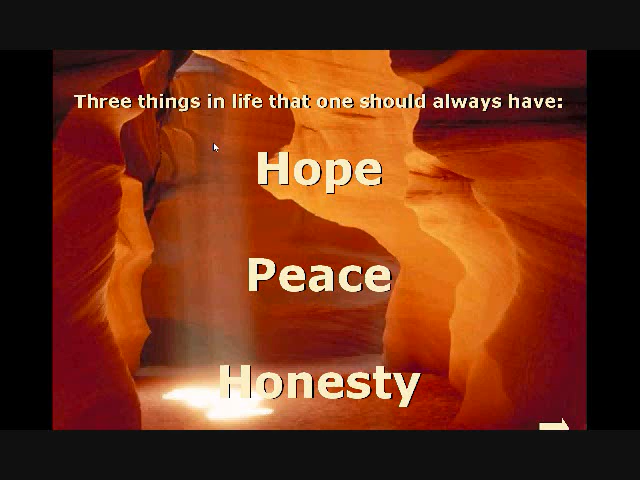 Three things in life that one should always have:
Hope
Peace
Honesty